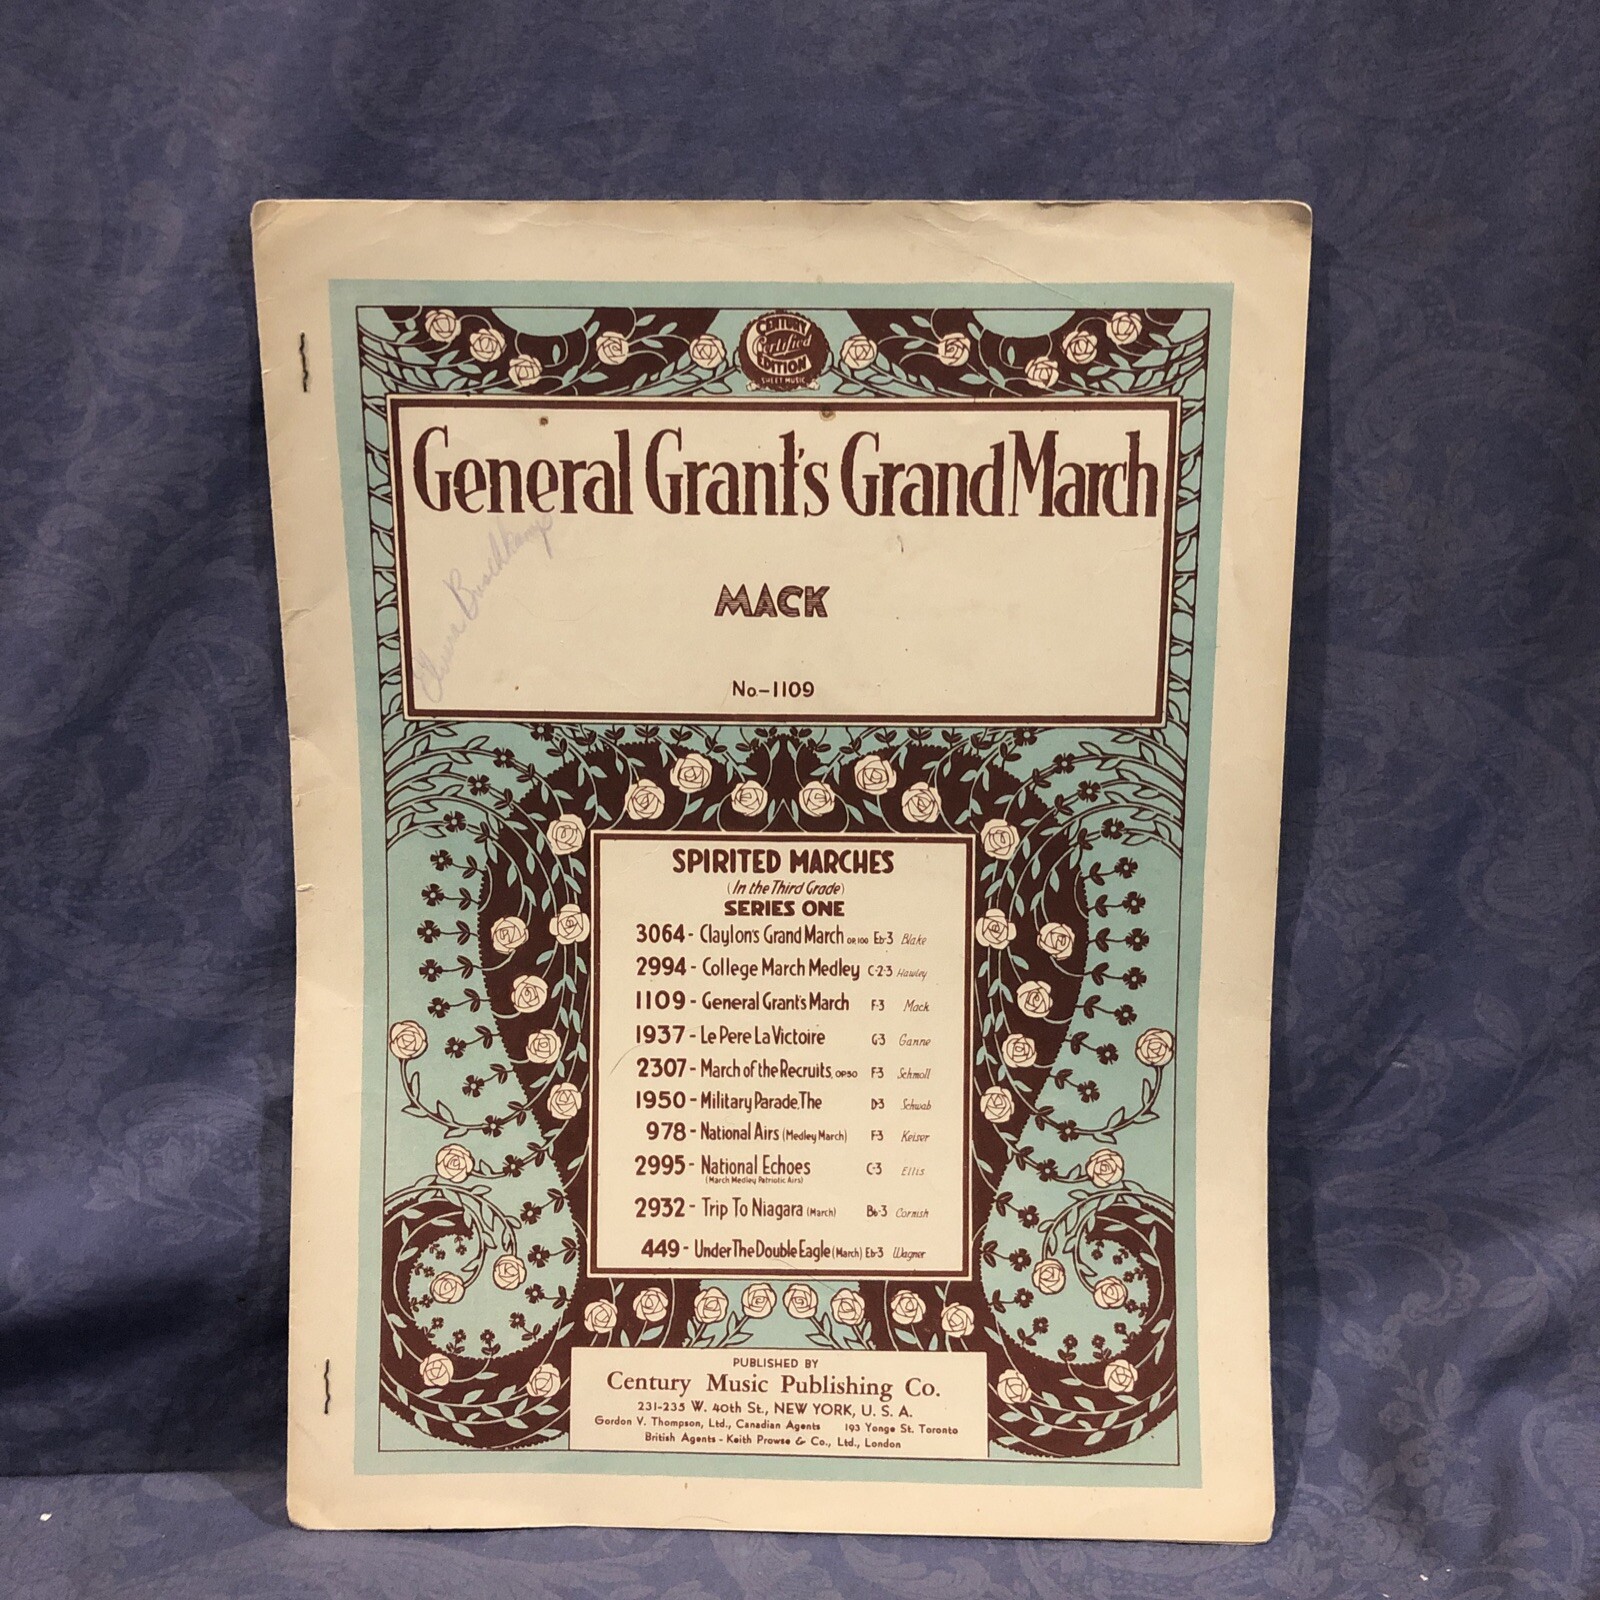 CENTURY
Certified
EDITION
SHEET MUSIC
General Grant's Grand March
MACK
No.-1109
SPIRITED MARCHES
(In the Third Grade)
SERIES ONE
3064 - Clayton's Grand March OP. 100 Eb-3 Blake
2994 - College March Medley C-2-3 Hawley
1109 - General Grant's March F-3 Mack
1937 - Le Pere La Victoire G-3 Ganne
2307 - March of the Recruits, OP.50 F-3 Schmoll
1950 - Military Parade, The D-3 Schwab
978 - National Airs (Medley March) F-3 Keiser
2995 - National Echoes C-3 Ellis
(March Medley Patriotic Airs)
2932 - Trip To Niagara (March) Bb-3 Cornish
449 - Under The Double Eagle (March) Eb-3 Wagner
PUBLISHED BY
Century Music Publishing Co.
231-235 W. 40th St., NEW YORK, U. S. A.
Gordon V. Thompson, Ltd., Canadian Agents 193 Yonge St. Toronto
British Agents - Keith Prowse & Co., Ltd., London